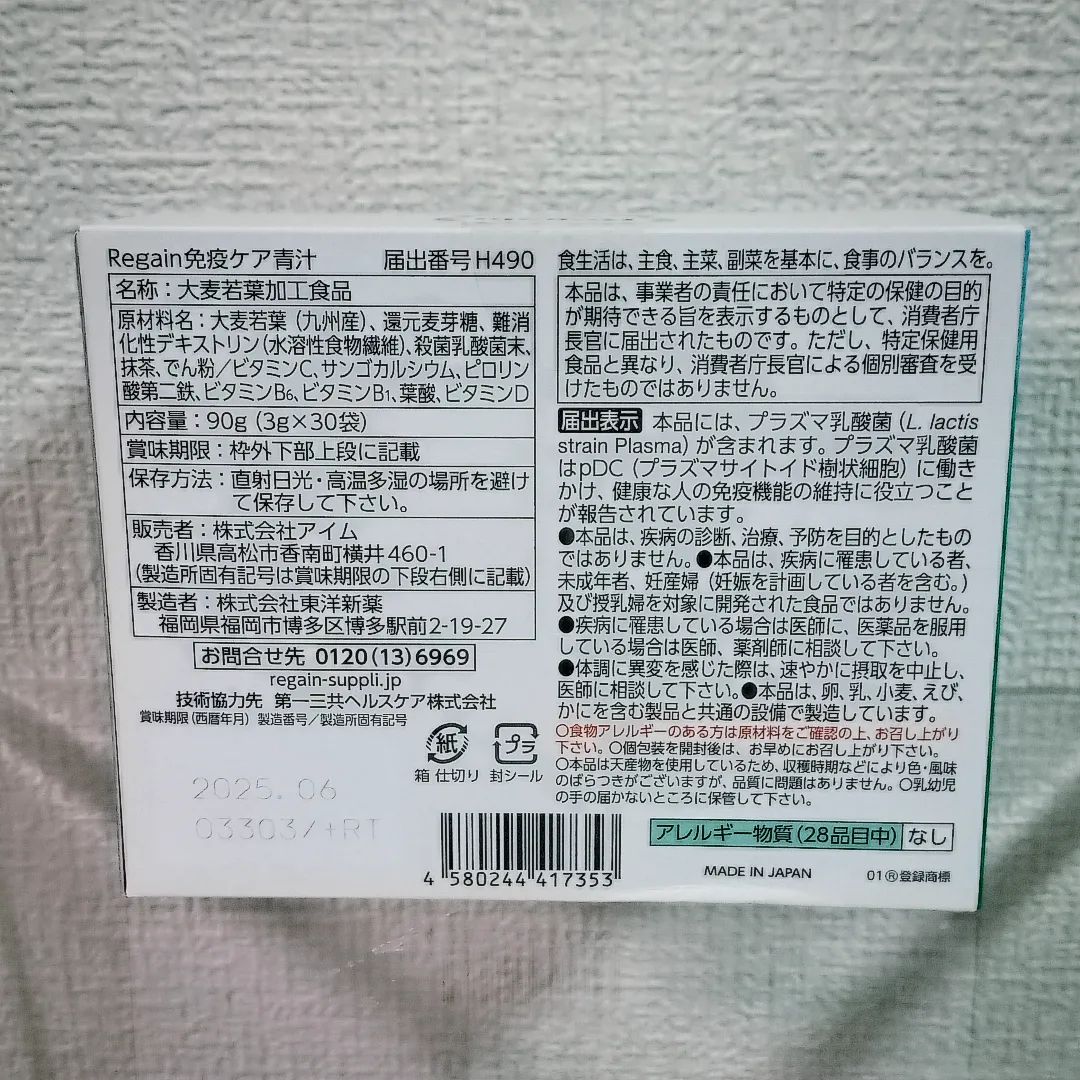 Regain免疫ケア青汁 届出番号H490
名称：大麦若葉加工食品
原材料名：大麦若葉（九州産）、還元麦芽糖、難消
化性デキストリン（水溶性食物繊維）、殺菌乳酸菌末、
抹茶、でん粉／ビタミンC、サンゴカルシウム、ピロリン
酸第二鉄、ビタミンB6、ビタミンB1、葉酸、ビタミンD
内容量：90g（3g×30袋）
賞味期限：枠外下部上段に記載
保存方法：直射日光・高温多湿の場所を避け
て保存して下さい。
販売者：株式会社アイム
香川県高松市香南町横井460-1
（製造所固有記号は賞味期限の下段右側に記載）
製造者：株式会社東洋新薬
福岡県福岡市博多区博多駅前2-19-27
お問合せ先 0120(13)6969
regain-suppli.jp
技術協力先 第一三共ヘルスケア株式会社
賞味期限（西暦年月）製造番号／製造所固有記号
2025.06
03303/+RT
紙
箱 仕切り
プラ
封シール
4 580244 417353
食生活は、主食、主菜、副菜を基本に、食事のバランスを。
本品は、事業者の責任において特定の保健の目的
が期待できる旨を表示するものとして、消費者庁
長官に届出されたものです。ただし、特定保健用
食品と異なり、消費者庁長官による個別審査を受
けたものではありません。
届出表示 本品には、プラズマ乳酸菌（L. lactis
strain Plasma）が含まれます。プラズマ乳酸菌
はpDC（プラズマサイトイド樹状細胞）に働き
かけ、健康な人の免疫機能の維持に役立つこと
が報告されています。
●本品は、疾病の診断、治療、予防を目的としたもの
ではありません。●本品は、疾病に罹患している者、
未成年者、妊産婦（妊娠を計画している者を含む。）
及び授乳婦を対象に開発された食品ではありません。
●疾病に罹患している場合は医師に、医薬品を服用
している場合は医師、薬剤師に相談して下さい。
●体調に異変を感じた際は、速やかに摂取を中止し、
医師に相談して下さい。●本品は、卵、乳、小麦、えび、
かにを含む製品と共通の設備で製造しています。
○食物アレルギーのある方は原材料をご確認の上、お召し上がり
下さい。○個包装を開封後は、お早めにお召し上がり下さい。
○本品は天産物を使用しているため、収穫時期などにより色・風味
のばらつきがございますが、品質に問題はありません。○乳幼児
の手の届かないところに保管して下さい。
アレルギー物質（28品目中） なし
MADE IN JAPAN 01®登録商標